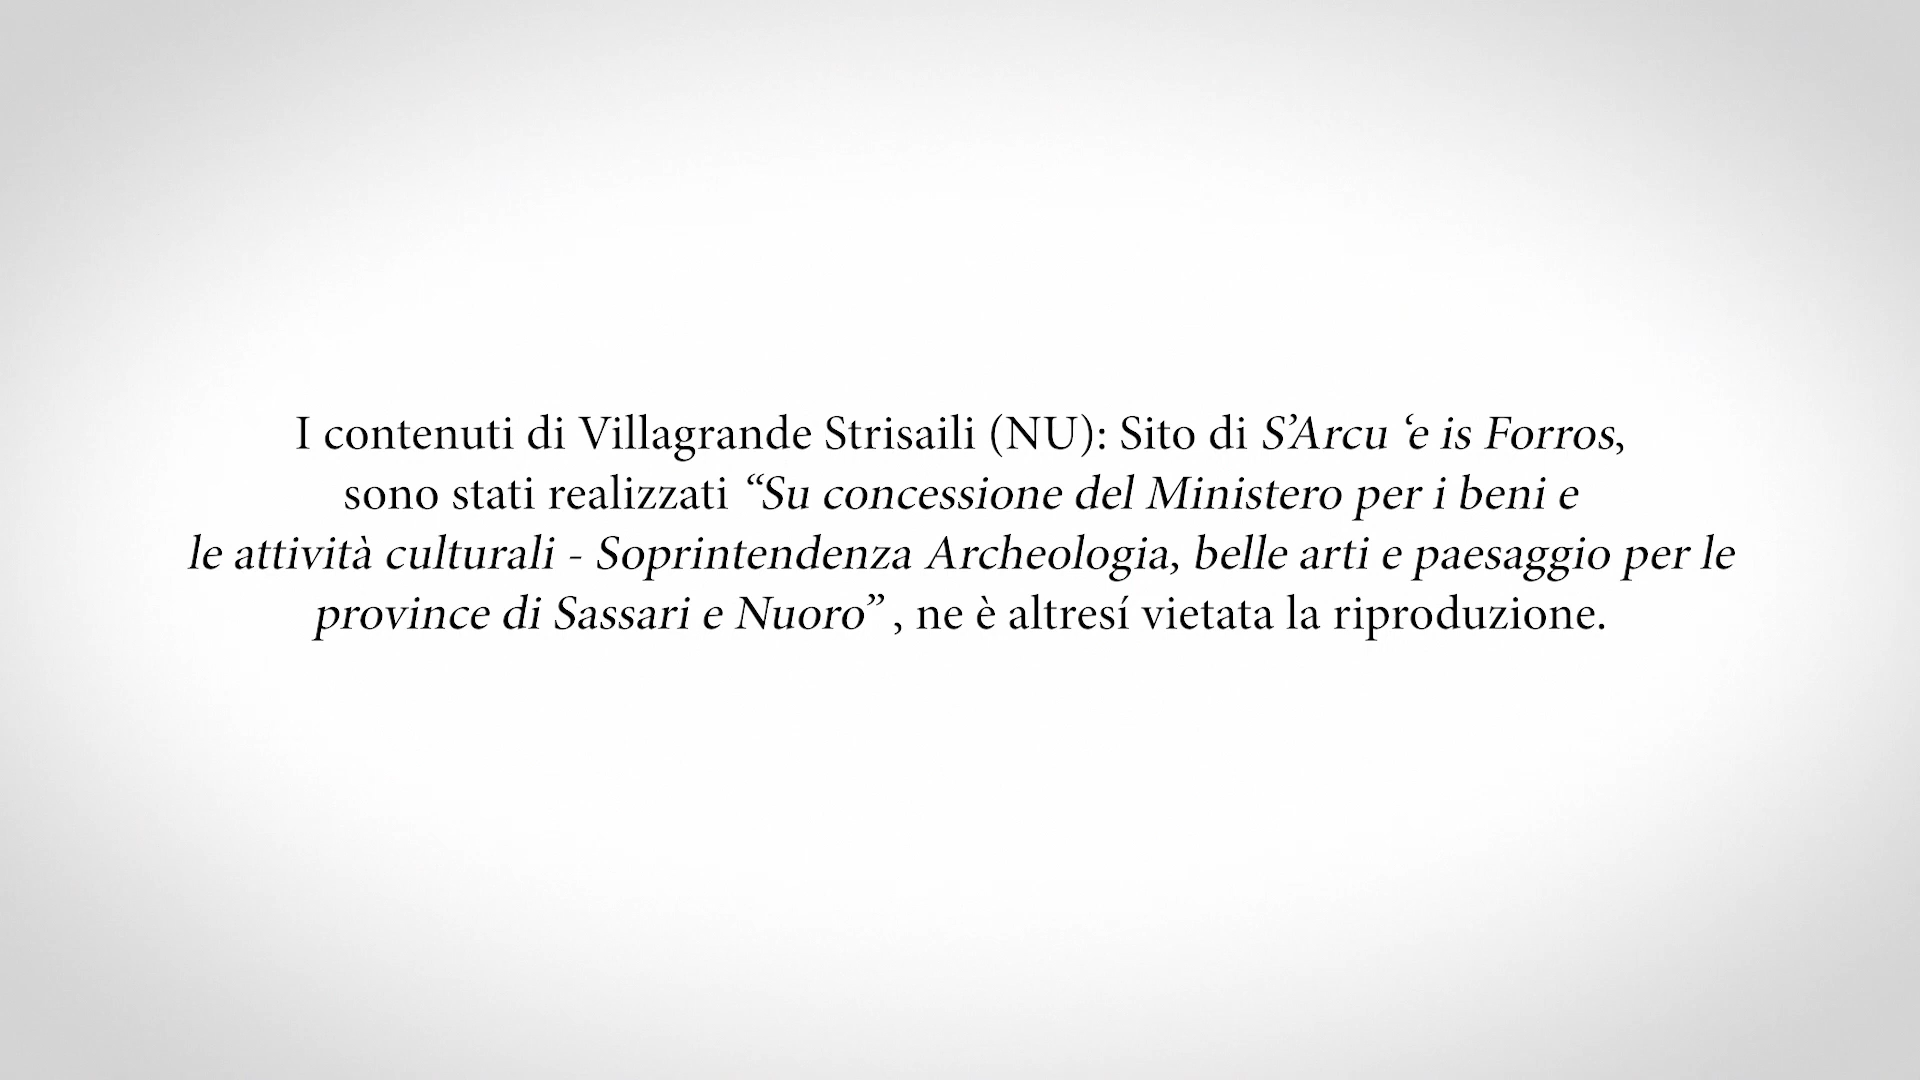 I contenuti di Villagrande Strisaili (NU): Sito di S’Arcu ‘e is Forros,
sono stati realizzati “Su concessione del Ministero per i beni e
le attività culturali - Soprintendenza Archeologia, belle arti e paesaggio per le
province di Sassari e Nuoro” , ne è altresí vietata la riproduzione.